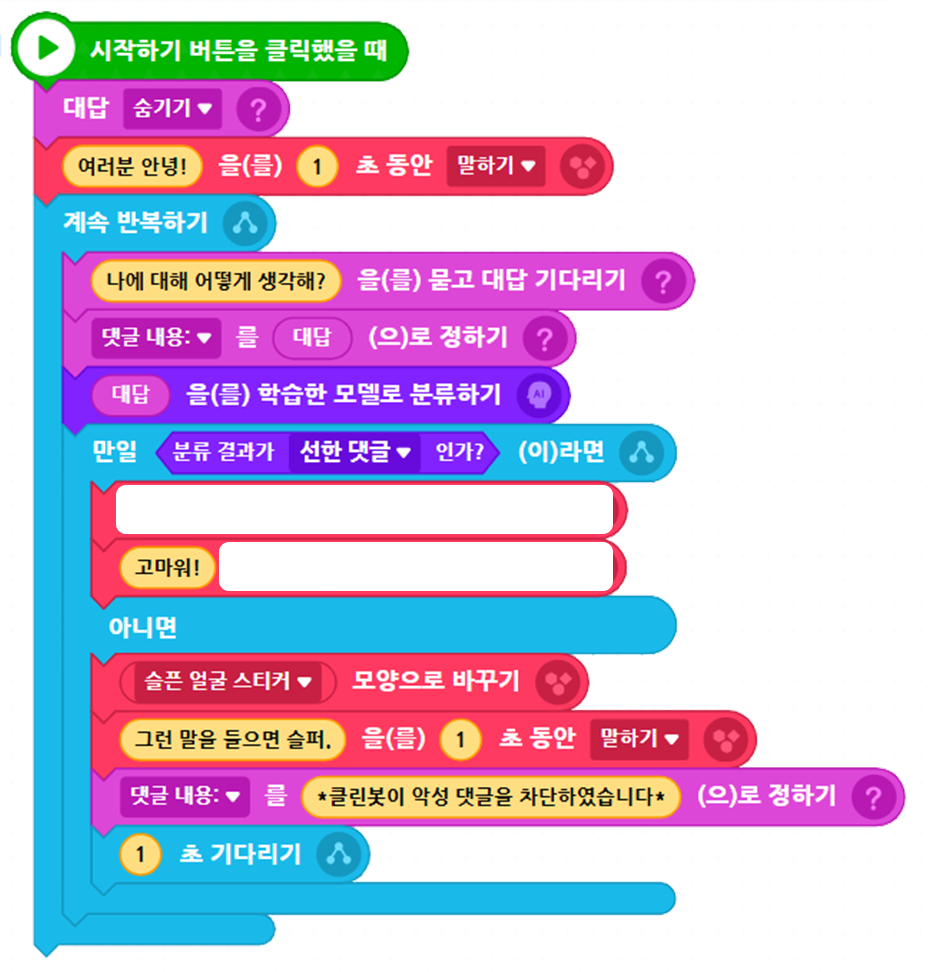 시작하기 버튼을 클릭했을 때
대답 숨기기 ?
여러분 안녕! 을(를) 1 초 동안 말하기
계속 반복하기
나에 대해 어떻게 생각해? 을(를) 묻고 대답 기다리기 ?
댓글 내용: 를 대답 (으)로 정하기 ?
대답 을(를) 학습한 모델로 분류하기 AI
만일 분류 결과가 선한 댓글 인가? (이)라면
고마워!
아니면
슬픈 얼굴 스티커 모양으로 바꾸기
그런 말을 들으면 슬퍼. 을(를) 1 초 동안 말하기
댓글 내용: 를 *클린봇이 악성 댓글을 차단하였습니다* (으)로 정하기 ?
1 초 기다리기